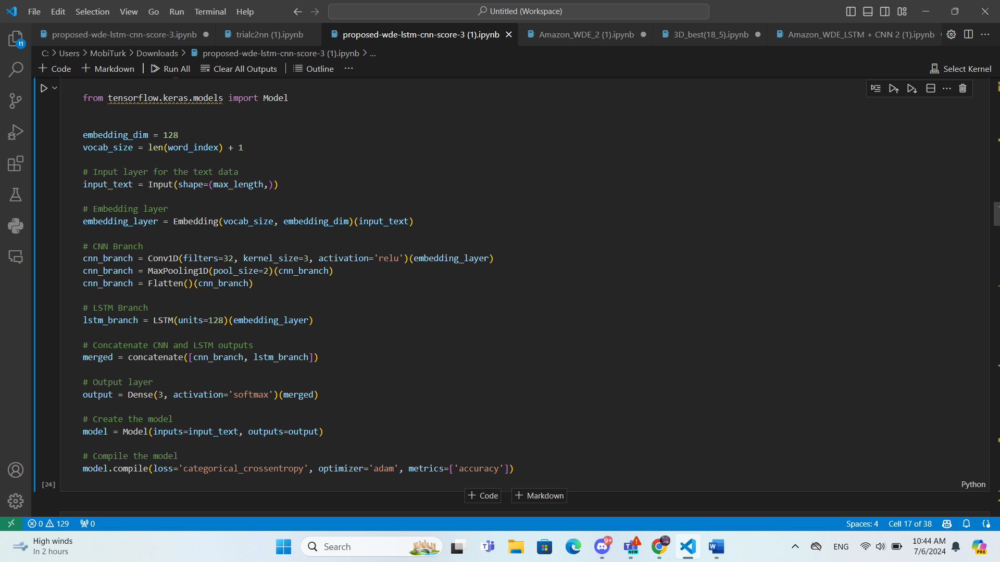 File Edit Selection View Go Run Terminal Help Untitled (Workspace)
proposed-wde-lstm-cnn-score-3.ipynb trialc2nn (1).ipynb proposed-wde-lstm-cnn-score-3 (1).ipynb Amazon_WDE_2 (1).ipynb 3D_best(18_5).ipynb Amazon_WDE_LSTM + CNN 2 (1).ipynb
11
C: > Users > MobiTurk > Downloads > proposed-wde-lstm-cnn-score-3 (1).ipynb > ...
+ Code + Markdown | Run All Clear All Outputs | Outline ... Select Kernel
from tensorflow.keras.models import Model
embedding_dim = 128
vocab_size = len(word_index) + 1
# Input layer for the text data
input_text = Input(shape=(max_length,))
# Embedding layer
embedding_layer = Embedding(vocab_size, embedding_dim)(input_text)
# CNN Branch
cnn_branch = Conv1D(filters=32, kernel_size=3, activation='relu')(embedding_layer)
cnn_branch = MaxPooling1D(pool_size=2)(cnn_branch)
cnn_branch = Flatten()(cnn_branch)
# LSTM Branch
lstm_branch = LSTM(units=128)(embedding_layer)
# Concatenate CNN and LSTM outputs
merged = concatenate([cnn_branch, lstm_branch])
# Output layer
output = Dense(3, activation='softmax')(merged)
# Create the model
model = Model(inputs=input_text, outputs=output)
# Compile the model
model.compile(loss='categorical_crossentropy', optimizer='adam', metrics=['accuracy'])
[24] Python
+ Code + Markdown
0 129 0 Spaces: 4 Cell 17 of 38
High winds
In 2 hours
Search
9+
NEW
ENG
10:44 AM
7/6/2024
PRE